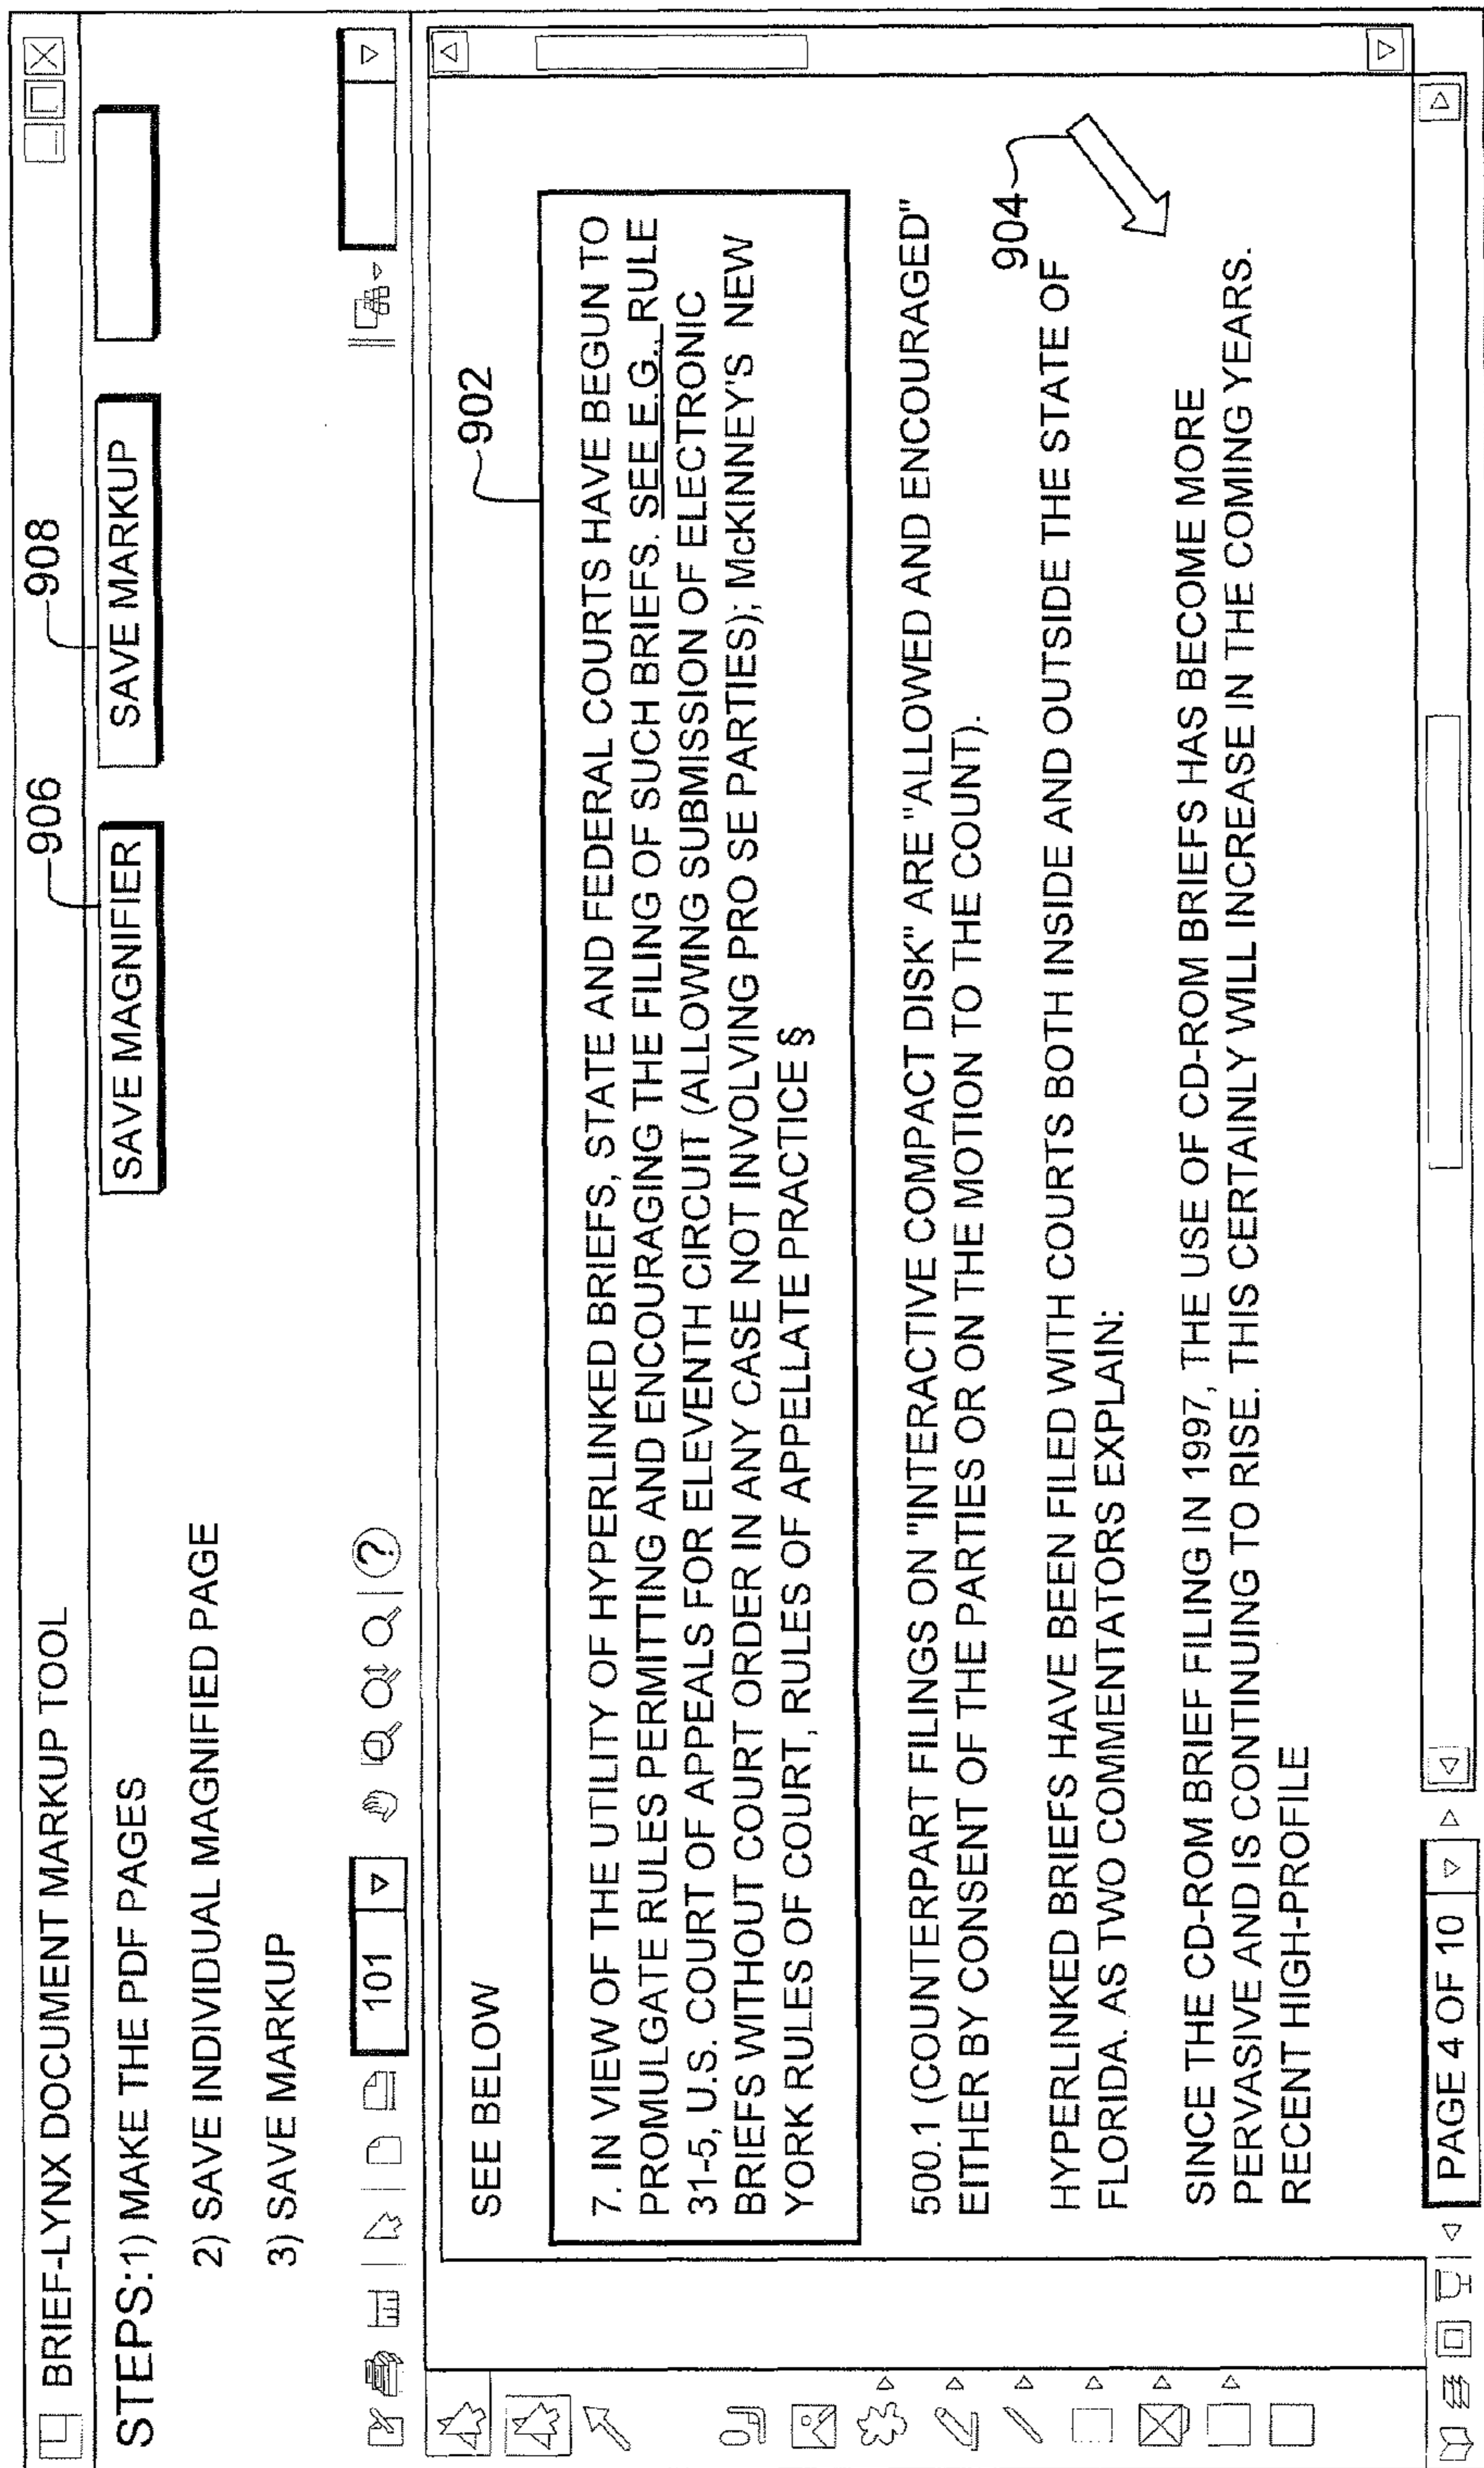 BRIEF-LYNX DOCUMENT MARKUP TOOL
906
908
STEPS:1) MAKE THE PDF PAGES
SAVE MAGNIFIER
SAVE MARKUP
2) SAVE INDIVIDUAL MAGNIFIED PAGE
3) SAVE MARKUP
101
?
SEE BELOW
902
7. IN VIEW OF THE UTILITY OF HYPERLINKED BRIEFS, STATE AND FEDERAL COURTS HAVE BEGUN TO
PROMULGATE RULES PERMITTING AND ENCOURAGING THE FILING OF SUCH BRIEFS. SEE E.G., RULE
31-5, U.S. COURT OF APPEALS FOR ELEVENTH CIRCUIT (ALLOWING SUBMISSION OF ELECTRONIC
BRIEFS WITHOUT COURT ORDER IN ANY CASE NOT INVOLVING PRO SE PARTIES); McKINNEY'S NEW
YORK RULES OF COURT, RULES OF APPELLATE PRACTICE §
500.1 (COUNTERPART FILINGS ON "INTERACTIVE COMPACT DISK" ARE "ALLOWED AND ENCOURAGED"
EITHER BY CONSENT OF THE PARTIES OR ON THE MOTION TO THE COUNT).
904
HYPERLINKED BRIEFS HAVE BEEN FILED WITH COURTS BOTH INSIDE AND OUTSIDE THE STATE OF
FLORIDA. AS TWO COMMENTATORS EXPLAIN:
SINCE THE CD-ROM BRIEF FILING IN 1997, THE USE OF CD-ROM BRIEFS HAS BECOME MORE
PERVASIVE AND IS CONTINUING TO RISE. THIS CERTAINLY WILL INCREASE IN THE COMING YEARS.
RECENT HIGH-PROFILE
PAGE 4 OF 10